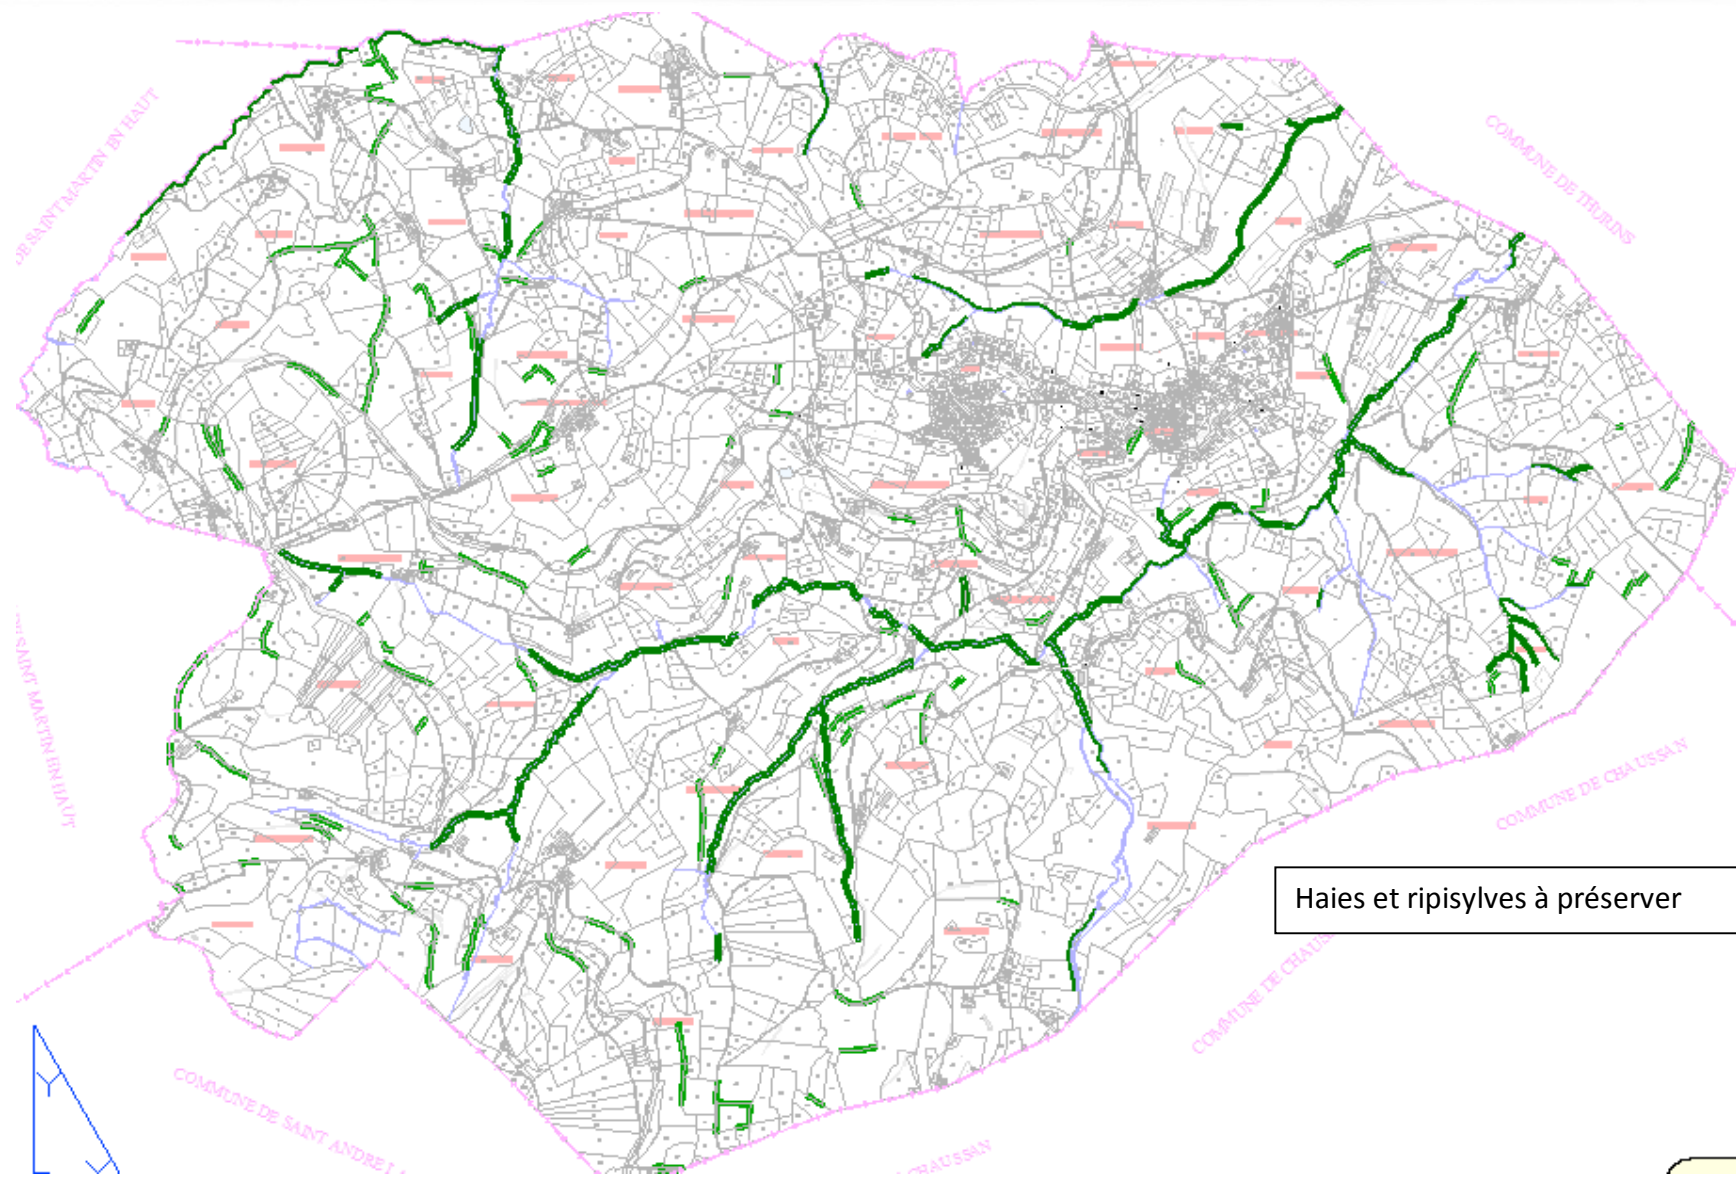 DE SAINT MARTIN EN HAUT
COMMUNE DE THURINS
SAINT MARTIN EN HAUT
COMMUNE DE CHAUSSAN
Haies et ripisylves à préserver
COMMUNE DE CHAUSS
COMMUNE DE SAINT ANDRE L
CHAUSSAN